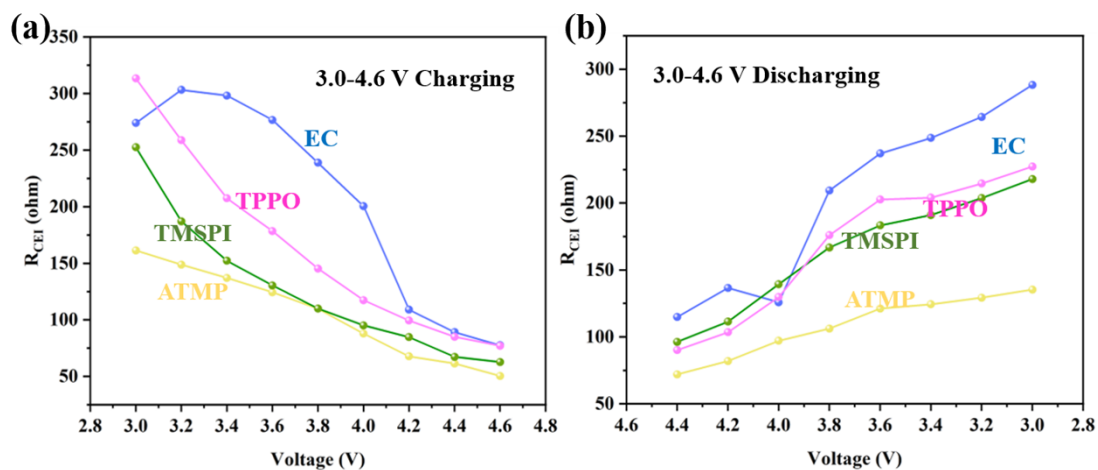 (a)
350
300
250
200
150
100
50
R_CEI (ohm)
3.0-4.6 V Charging
EC
TPPO
TMSPI
ATMP
2.8 3.0 3.2 3.4 3.6 3.8 4.0 4.2 4.4 4.6 4.8
Voltage (V)
(b)
300
250
200
150
100
50
R_CEI (ohm)
3.0-4.6 V Discharging
EC
TPPO
TMSPI
ATMP
4.6 4.4 4.2 4.0 3.8 3.6 3.4 3.2 3.0 2.8
Voltage (V)